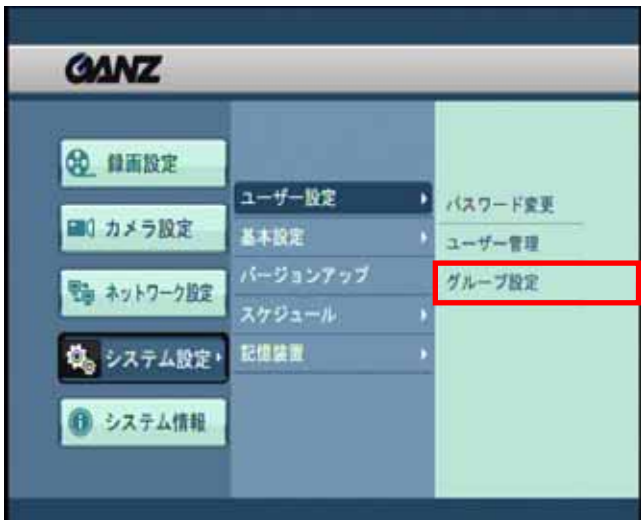 GANZ
録画設定
カメラ設定
ネットワーク設定
システム設定
システム情報
ユーザー設定
基本設定
バージョンアップ
スケジュール
記憶装置
パスワード変更
ユーザー管理
グループ設定